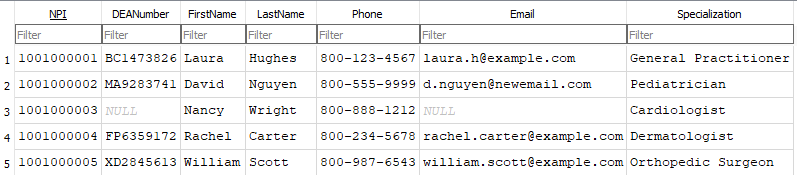 NPI DEANumber FirstName LastName Phone Email Specialization
Filter Filter Filter Filter Filter Filter Filter
1 1001000001 BC1473826 Laura Hughes 800-123-4567 laura.h@example.com General Practitioner
2 1001000002 MA9283741 David Nguyen 800-555-9999 d.nguyen@newemail.com Pediatrician
3 1001000003 NULL Nancy Wright 800-888-1212 NULL Cardiologist
4 1001000004 FP6359172 Rachel Carter 800-234-5678 rachel.carter@example.com Dermatologist
5 1001000005 XD2845613 William Scott 800-987-6543 william.scott@example.com Orthopedic Surgeon